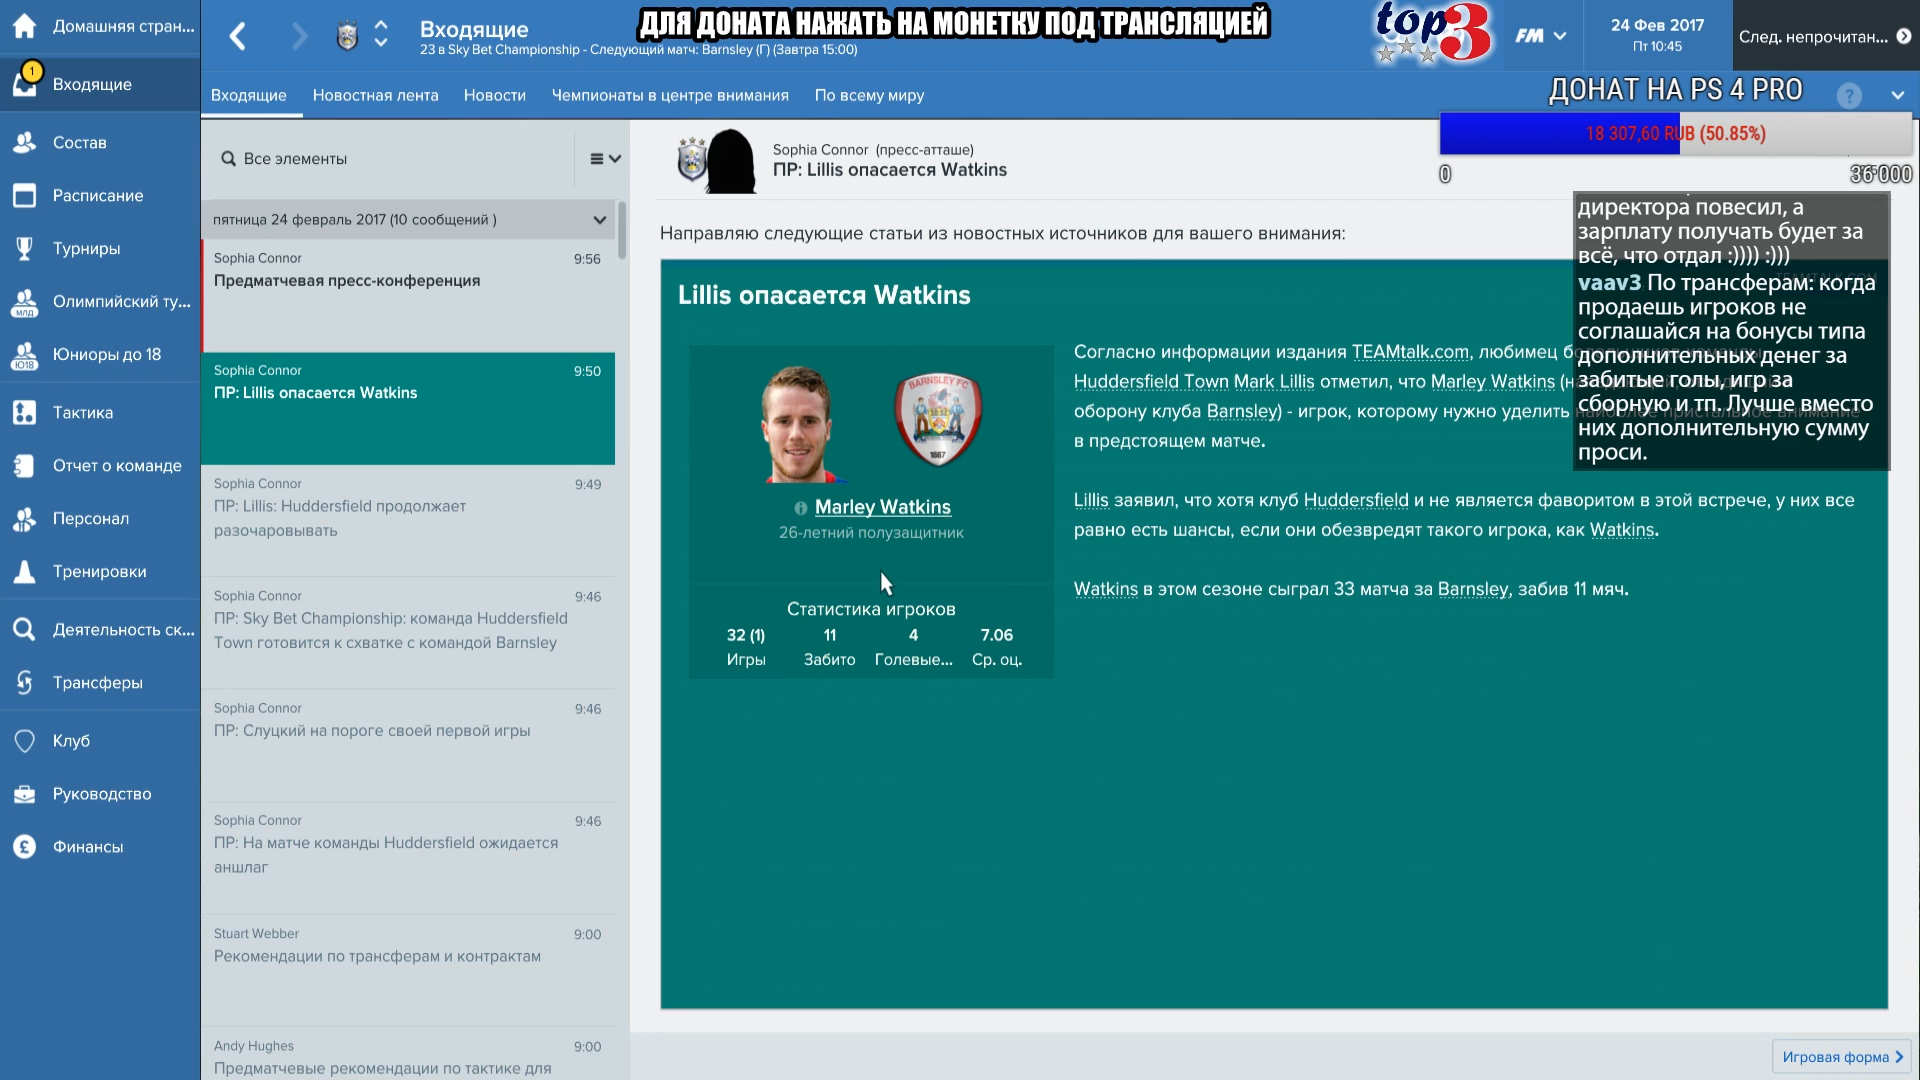 Домашняя стран...
1
Входящие
Состав
Расписание
Турниры
Олимпийский ту...
Юниоры до 18
Тактика
Отчет о команде
Персонал
Тренировки
Деятельность ск...
Трансферы
Клуб
Руководство
Финансы
Входящие
23 в Sky Bet Championship - Следующий матч: Barnsley (Г) (Завтра 15:00)
ДЛЯ ДОНАТА НАЖАТЬ НА МОНЕТКУ ПОД ТРАНСЛЯЦИЕЙ
top3
FM
24 Фев 2017
Пт 10:45
След. непрочитан...
Входящие
Новостная лента
Новости
Чемпионаты в центре внимания
По всему миру
ДОНАТ НА PS 4 PRO
18 307,60 RUB (50.85%)
0
36 000
Все элементы
пятница 24 февраль 2017 (10 сообщений )
Sophia Connor 9:56
Предматчевая пресс-конференция
Sophia Connor 9:50
ПР: Lillis опасается Watkins
Sophia Connor 9:49
ПР: Lillis: Huddersfield продолжает
разочаровывать
Sophia Connor 9:46
ПР: Sky Bet Championship: команда Huddersfield
Town готовится к схватке с командой Barnsley
Sophia Connor 9:46
ПР: Слуцкий на пороге своей первой игры
Sophia Connor 9:46
ПР: На матче команды Huddersfield ожидается
аншлаг
Stuart Webber 9:00
Рекомендации по трансферам и контрактам
Andy Hughes 9:00
Предматчевые рекомендации по тактике для
Sophia Connor (пресс-атташе)
ПР: Lillis опасается Watkins
Направляю следующие статьи из новостных источников для вашего внимания:
Lillis опасается Watkins
BARNSLEY FC
1887
Marley Watkins
26-летний полузащитник
Статистика игроков
32 (1) 11 4 7.06
Игры Забито Голевые... Ср. оц.
Согласно информации издания TEAMtalk.com, любимец
Huddersfield Town Mark Lillis отметил, что Marley Watkins
оборону клуба Barnsley) - игрок, которому нужно уделить наиболее пристальное внимание
в предстоящем матче.
Lillis заявил, что хотя клуб Huddersfield и не является фаворитом в этой встрече, у них все
равно есть шансы, если они обезвредят такого игрока, как Watkins.
Watkins в этом сезоне сыграл 33 матча за Barnsley, забив 11 мяч.
директора повесил, а
зарплату получать будет за
всё, что отдал :)))) :)))
vaav3 По трансферам: когда
продаешь игроков не
соглашайся на бонусы типа
дополнительных денег за
забитые голы, игр за
сборную и тп. Лучше вместо
них дополнительную сумму
проси.
Игровая форма